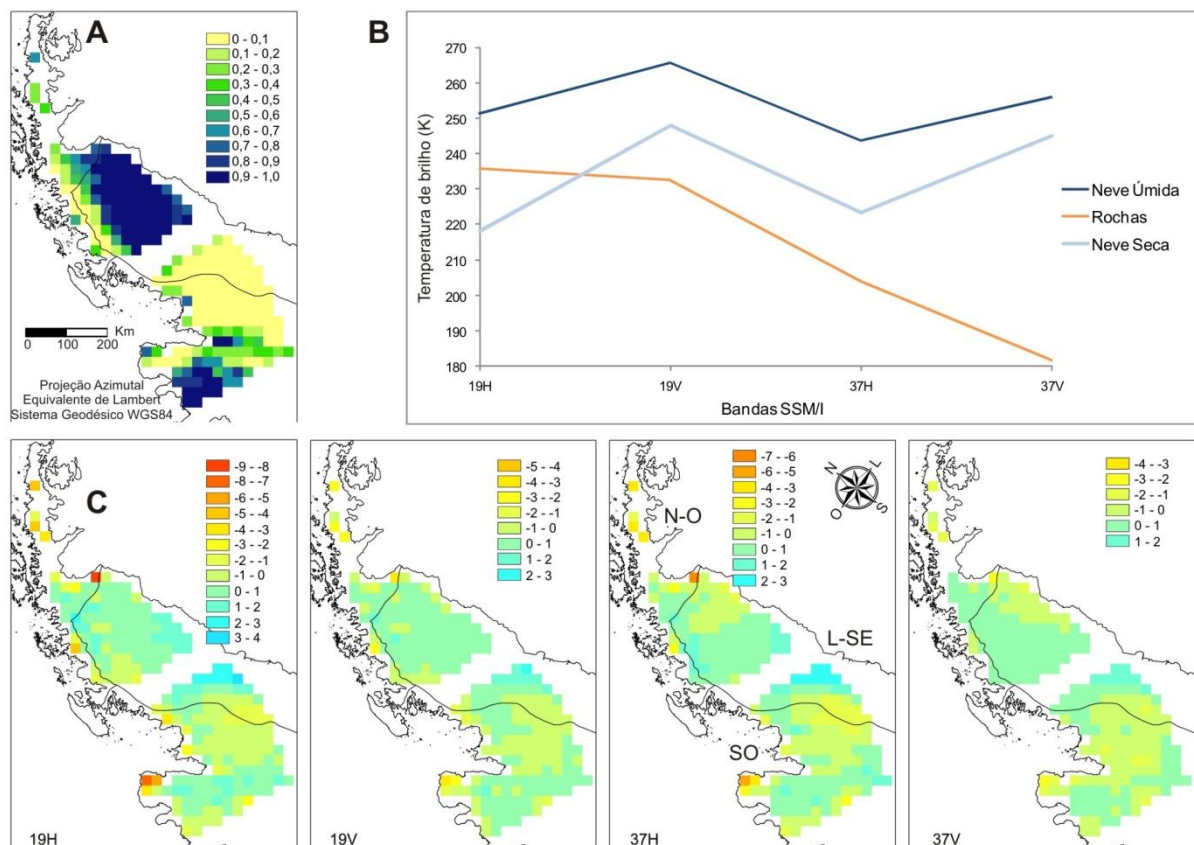 A
0 - 0,1
0,1 - 0,2
0,2 - 0,3
0,3 - 0,4
0,4 - 0,5
0,5 - 0,6
0,6 - 0,7
0,7 - 0,8
0,8 - 0,9
0,9 - 1,0
Km
0 100 200
Projeção Azimutal
Equivalente de Lambert
Sistema Geodésico WGS84
B
Temperatura de brilho (K)
270
260
250
240
230
220
210
200
190
180
19H 19V 37H 37V
Bandas SSM/I
Neve Úmida
Rochas
Neve Seca
C
-9 - -8
-8 - -7
-6 - -5
-5 - -4
-4 - -3
-3 - -2
-2 - -1
-1 - 0
0 - 1
1 - 2
2 - 3
3 - 4
19H
-5 - -4
-4 - -3
-3 - -2
-2 - -1
-1 - 0
0 - 1
1 - 2
2 - 3
19V
-7 - -6
-6 - -5
-4 - -3
-3 - -2
-2 - -1
-1 - 0
0 - 1
1 - 2
2 - 3
N L
O S
N-O
L-SE
SO
37H
-4 - -3
-3 - -2
-2 - -1
-1 - 0
0 - 1
1 - 2
37V